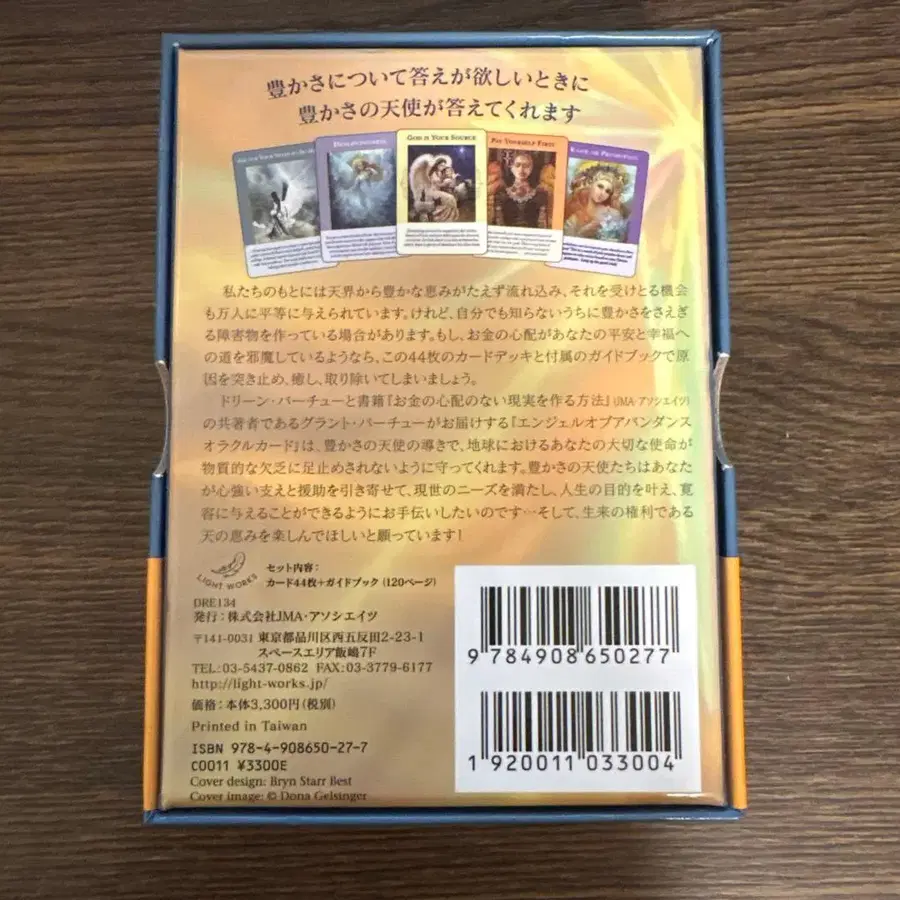 豊かさについて答えが欲しいときに
豊かさの天使が答えてくれます
GOD IS YOUR SOURCE
PAY YOURSELF FIRST
私たちのもとには天界から豊かな恵みがたえず流れ込み、それを受けとる機会
も万人に平等に与えられています。けれど、自分でも知らないうちに豊かさをさえぎ
る障害物を作っている場合があります。もし、お金の心配があなたの平安と幸福へ
の道を邪魔しているようなら、この44枚のカードデッキと付属のガイドブックで原
因を突き止め、癒し、取り除いてしまいましょう。
ドリーン・バーチューと書籍『お金の心配のない現実を作る方法』(JMA・アソシエイツ)
の共著者であるグラント・バーチューがお届けする『エンジェルオブアバンダンス
オラクルカード』は、豊かさの天使の導きで、地球におけるあなたの大切な使命が
物質的な欠乏に足止めされないように守ってくれます。豊かさの天使たちはあなた
が心強い支えと援助を引き寄せて、現世のニーズを満たし、人生の目的を叶え、寛
容に与えることができるようにお手伝いしたいのです…そして、生来の権利である
天の恵みを楽しんでほしいと願っています!
LIGHT WORKS
セット内容:
カード44枚+ガイドブック(120ページ)
DRE134
発行:株式会社JMA・アソシエイツ
〒141-0031 東京都品川区西五反田2-23-1
スペースエリア飯嶋7F
TEL:03-5437-0862 FAX:03-3779-6177
http://light-works.jp/
価格:本体3,300円(税別)
Printed in Taiwan
ISBN 978-4-908650-27-7
C0011 ¥3300E
Cover design: Bryn Starr Best
Cover image: © Dona Gelsinger
9 784908 650277
1 920011 033004